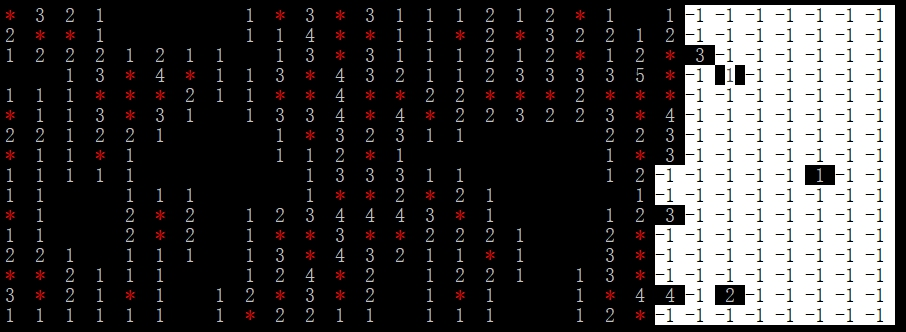 * 3 2 1 1 * 3 * 3 1 1 1 2 1 2 * 1 1 -1 -1 -1 -1 -1 -1 -1
2 * * 1 1 1 4 * * 1 1 * 2 * 3 2 2 1 2 -1 -1 -1 -1 -1 -1 -1
1 2 2 2 1 2 1 1 1 3 * 3 1 1 1 2 1 2 * 1 2 * 3 -1 -1 -1 -1 -1 -1
1 3 * 4 * 1 1 3 * 4 3 2 1 1 2 3 3 3 3 5 * -1 1 -1 -1 -1 -1 -1
1 1 1 * * * 2 1 1 * * 4 * * 2 2 * * * 2 * * * -1 -1 -1 -1 -1 -1 -1
* 1 1 3 * 3 1 1 3 * 4 * 4 * 2 2 3 2 2 3 * 4 -1 -1 -1 -1 -1 -1 -1
2 2 1 2 2 1 1 * 3 2 3 1 1 2 * 3 -1 -1 -1 -1 -1 -1 -1
* 1 1 * 1 1 1 2 * 1 1 * 3 -1 -1 -1 -1 -1 -1 -1
1 1 1 1 1 1 3 3 3 1 1 1 2 -1 -1 -1 -1 -1 1 -1 -1
1 1 1 1 1 1 * * 2 * 2 1 1 -1 -1 -1 -1 -1 -1 -1 -1
* 1 2 * 2 1 2 3 4 4 4 3 * 1 1 2 3 -1 -1 -1 -1 -1 -1 -1
1 1 2 * 2 1 * * 3 * * 2 2 2 1 2 * -1 -1 -1 -1 -1 -1 -1 -1
2 2 1 1 1 1 1 3 * 4 3 2 1 1 * 1 3 * -1 -1 -1 -1 -1 -1 -1 -1
* * 2 1 1 1 1 2 4 * 2 1 2 2 1 1 3 * -1 -1 -1 -1 -1 -1 -1 -1
3 * 2 1 * 1 1 2 * 3 * 2 1 * 1 1 * 4 4 -1 2 -1 -1 -1 -1 -1
1 1 1 1 1 1 1 * 2 2 1 1 1 1 1 1 2 * -1 -1 -1 -1 -1 -1 -1 -1